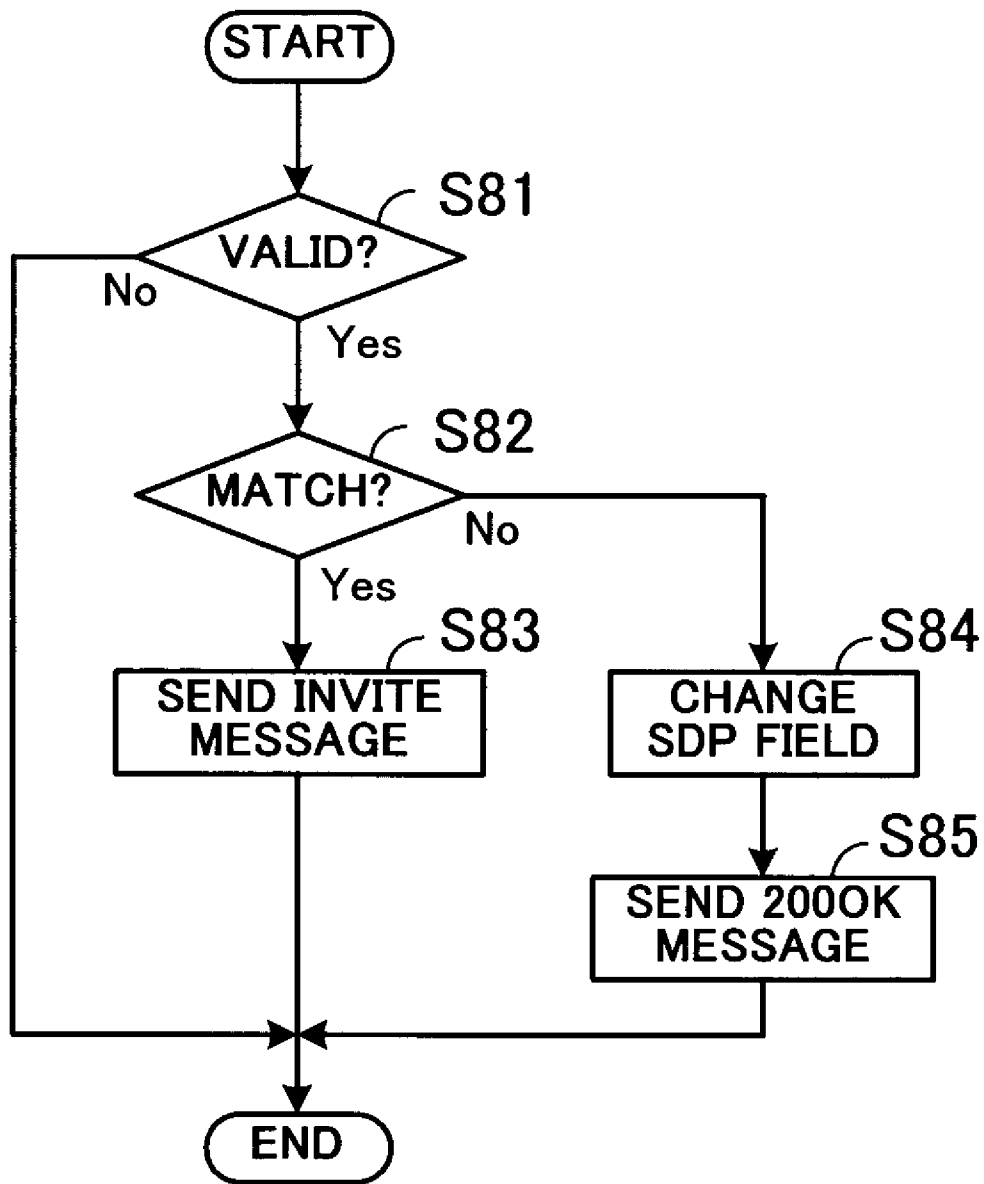 START
S81
VALID?
No
Yes
S82
MATCH?
No
Yes
S83
SEND INVITE
MESSAGE
S84
CHANGE
SDP FIELD
S85
SEND 200OK
MESSAGE
END